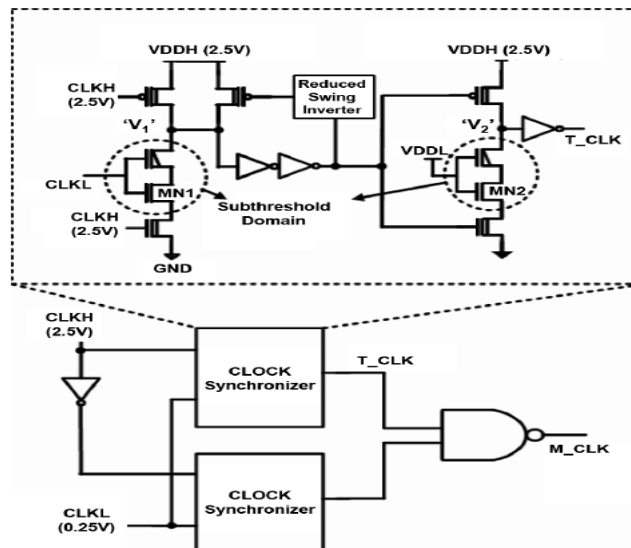 VDDH (2.5V)
VDDH (2.5V)
CLKH
(2.5V)
Reduced
Swing
Inverter
'V1'
'V2'
T_CLK
VDDL
CLKL
MN1
MN2
Subthreshold
Domain
CLKH
(2.5V)
GND
CLKH
(2.5V)
CLOCK
Synchronizer
T_CLK
M_CLK
CLOCK
Synchronizer
CLKL
(0.25V)